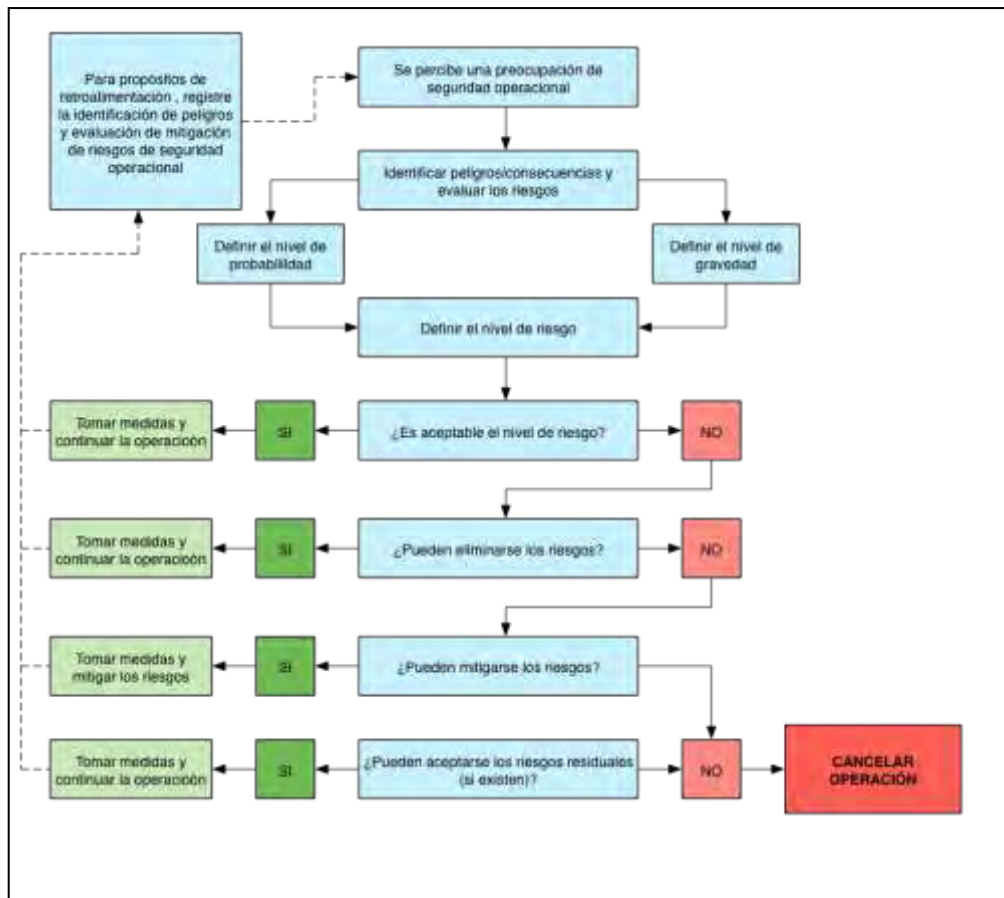 Para propósitos de
retroalimentación , registre
la identificación de peligros
y evaluación de mitigación
de riesgos de seguridad
operacional
Se percibe una preocupación de
seguridad operacional
Identificar peligros/consecuencias y
evaluar los riesgos
Definir el nivel de
probabilidad
Definir el nivel de
gravedad
Definir el nivel de riesgo
Tomar medidas y
continuar la operacición
SI
¿Es aceptable el nivel de riesgo?
NO
Tomar medidas y
continuar la operacición
SI
¿Pueden eliminarse los riesgos?
NO
Tomar medidas y
mitigar los riesgos
SI
¿Pueden mitigarse los riesgos?
Tomar medidas y
continuar la operacición
SI
¿Pueden aceptarse los riesgos residuales
(si existen)?
NO
CANCELAR
OPERACIÓN